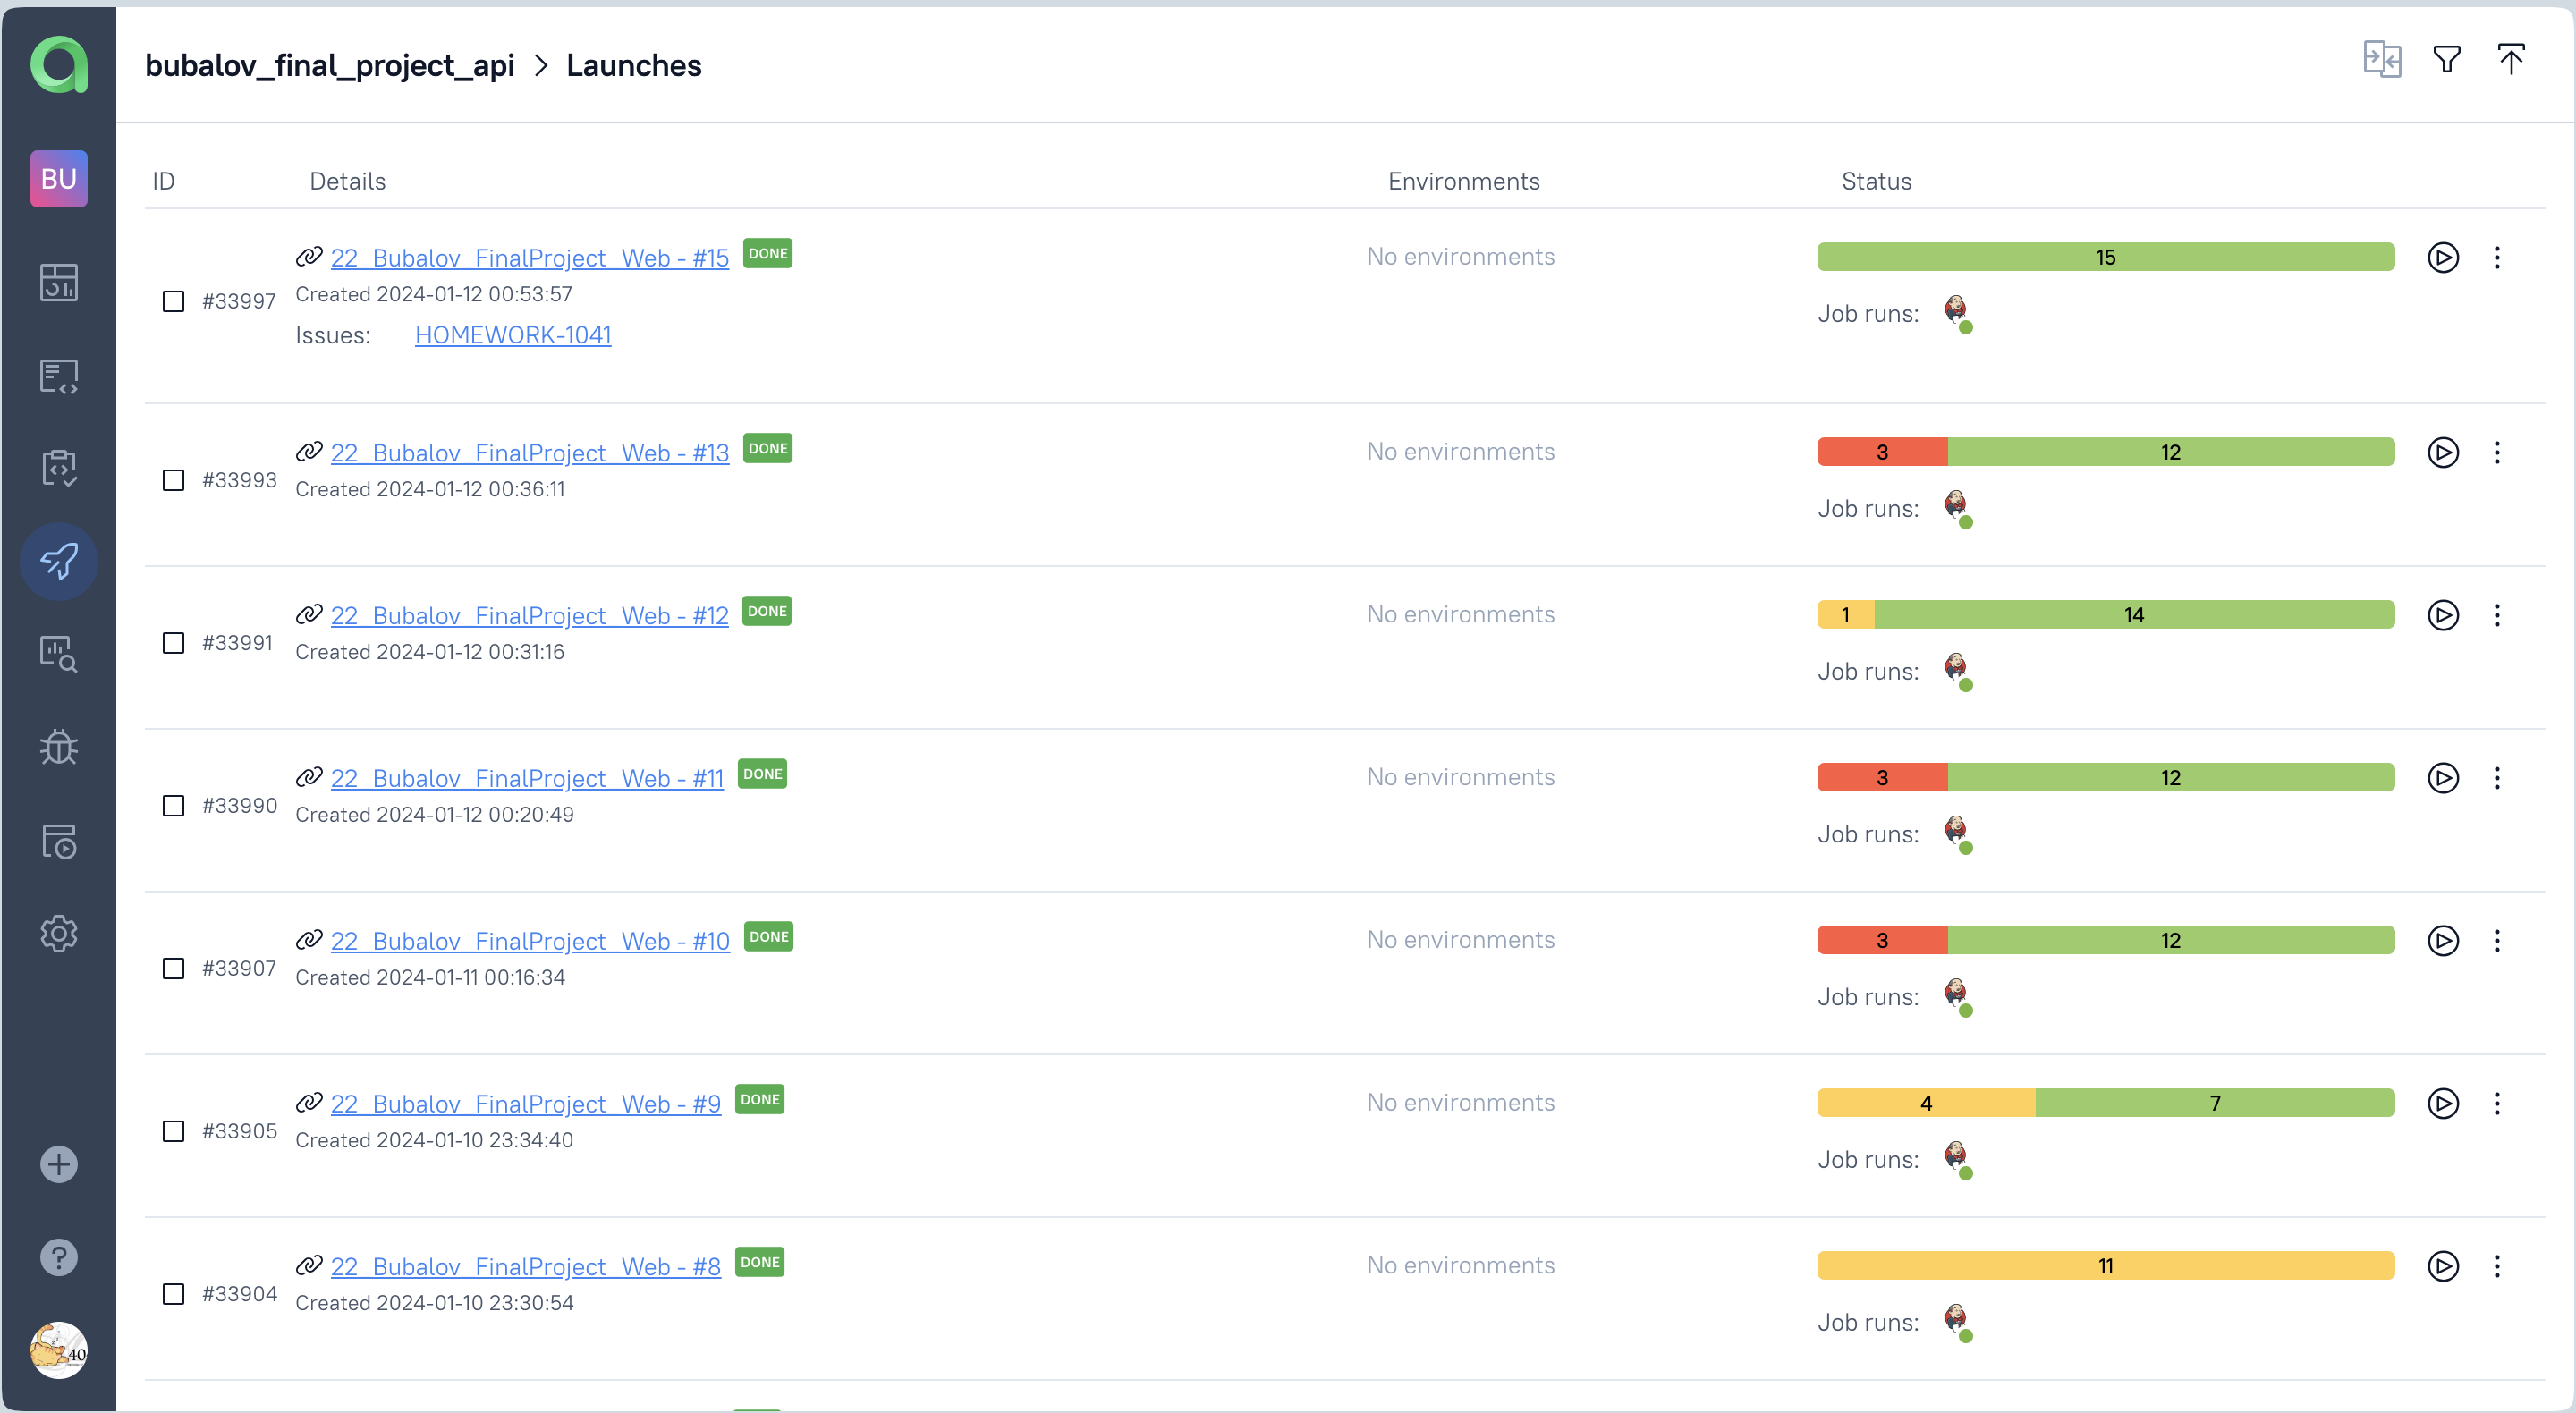 bubalov_final_project_api > Launches
BU
ID Details Environments Status
22_Bubalov_FinalProject_Web - #15 DONE No environments 15
#33997 Created 2024-01-12 00:53:57 Job runs:
Issues: HOMEWORK-1041
22_Bubalov_FinalProject_Web - #13 DONE No environments 3 12
#33993 Created 2024-01-12 00:36:11 Job runs:
22_Bubalov_FinalProject_Web - #12 DONE No environments 1 14
#33991 Created 2024-01-12 00:31:16 Job runs:
22_Bubalov_FinalProject_Web - #11 DONE No environments 3 12
#33990 Created 2024-01-12 00:20:49 Job runs:
22_Bubalov_FinalProject_Web - #10 DONE No environments 3 12
#33907 Created 2024-01-11 00:16:34 Job runs:
22_Bubalov_FinalProject_Web - #9 DONE No environments 4 7
#33905 Created 2024-01-10 23:34:40 Job runs:
22_Bubalov_FinalProject_Web - #8 DONE No environments 11
#33904 Created 2024-01-10 23:30:54 Job runs:
40